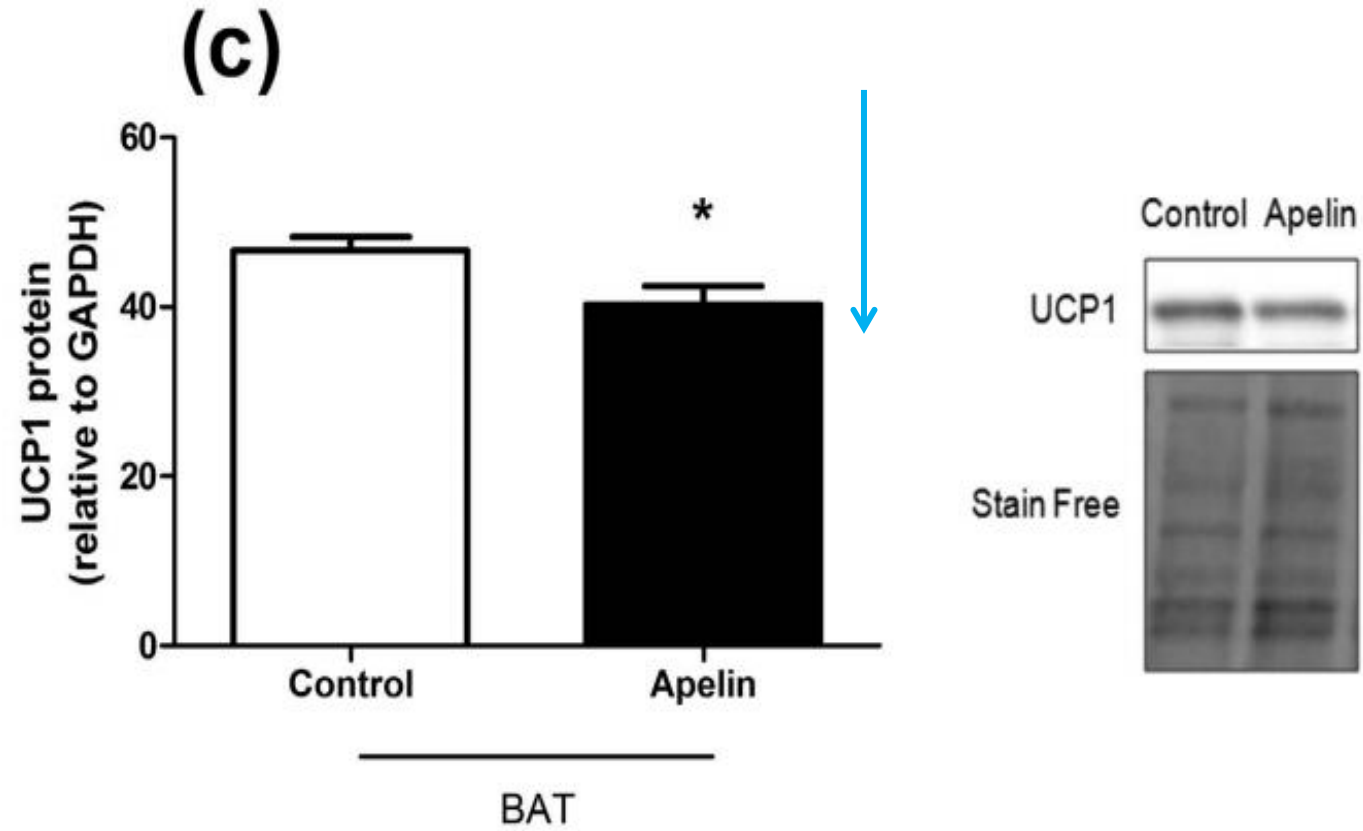 (c)
UCP1 protein
(relative to GAPDH)
60
40
20
0
*
Control Apelin
BAT
Control Apelin
UCP1
Stain Free